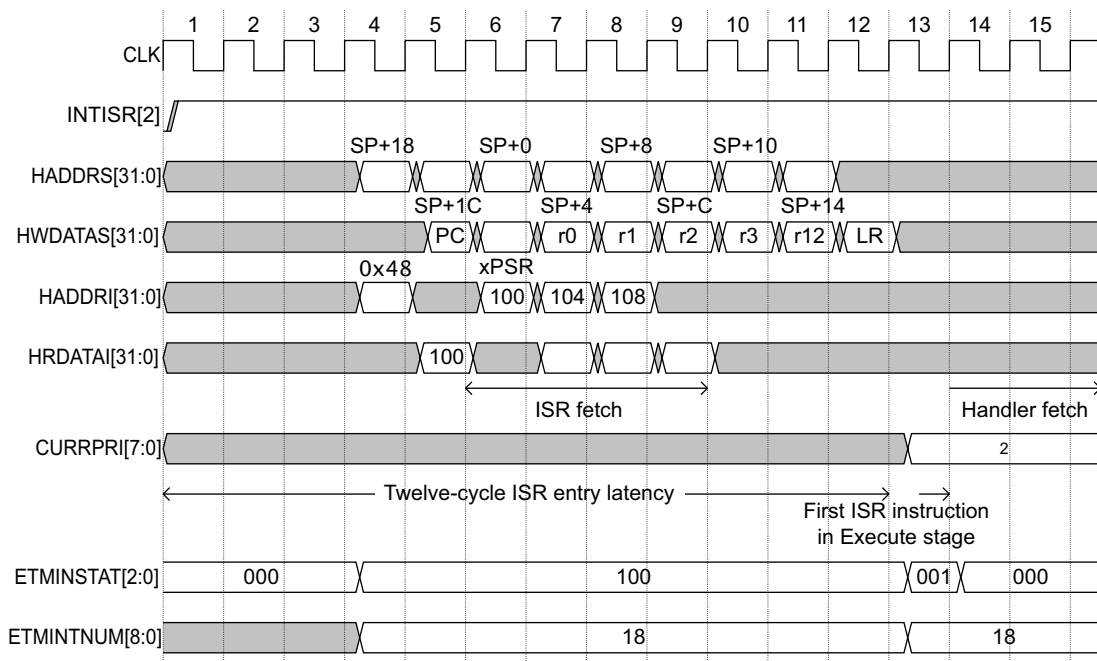 1 2 3 4 5 6 7 8 9 10 11 12 13 14 15
CLK
INTISR[2]
SP+18 SP+0 SP+8 SP+10
HADDRS[31:0]
SP+1C SP+4 SP+C SP+14
HWDATAS[31:0] PC r0 r1 r2 r3 r12 LR
0x48 xPSR
HADDRI[31:0] 100 104 108
HRDATAI[31:0] 100
ISR fetch Handler fetch
CURRPRI[7:0] 2
Twelve-cycle ISR entry latency
First ISR instruction
in Execute stage
ETMINSTAT[2:0] 000 100 001 000
ETMINTNUM[8:0] 18 18